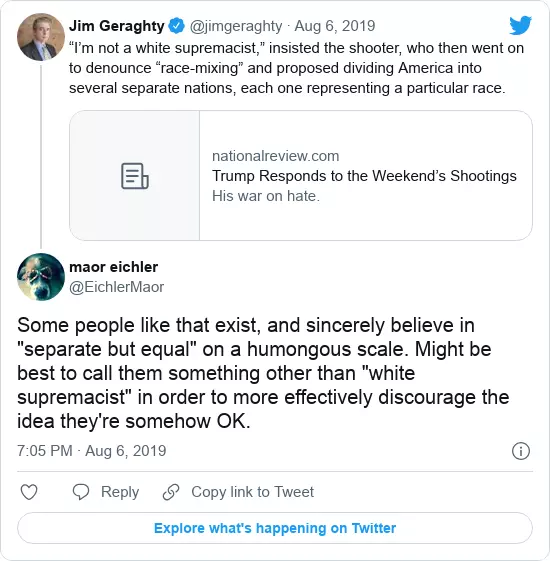 Jim Geraghty @jimgeraghty · Aug 6, 2019
“I’m not a white supremacist,” insisted the shooter, who then went on
to denounce “race-mixing” and proposed dividing America into
several separate nations, each one representing a particular race.
nationalreview.com
Trump Responds to the Weekend’s Shootings
His war on hate.
maor eichler
@EichlerMaor
Some people like that exist, and sincerely believe in
"separate but equal" on a humongous scale. Might be
best to call them something other than "white
supremacist" in order to more effectively discourage the
idea they're somehow OK.
7:05 PM · Aug 6, 2019
Reply Copy link to Tweet
Explore what's happening on Twitter